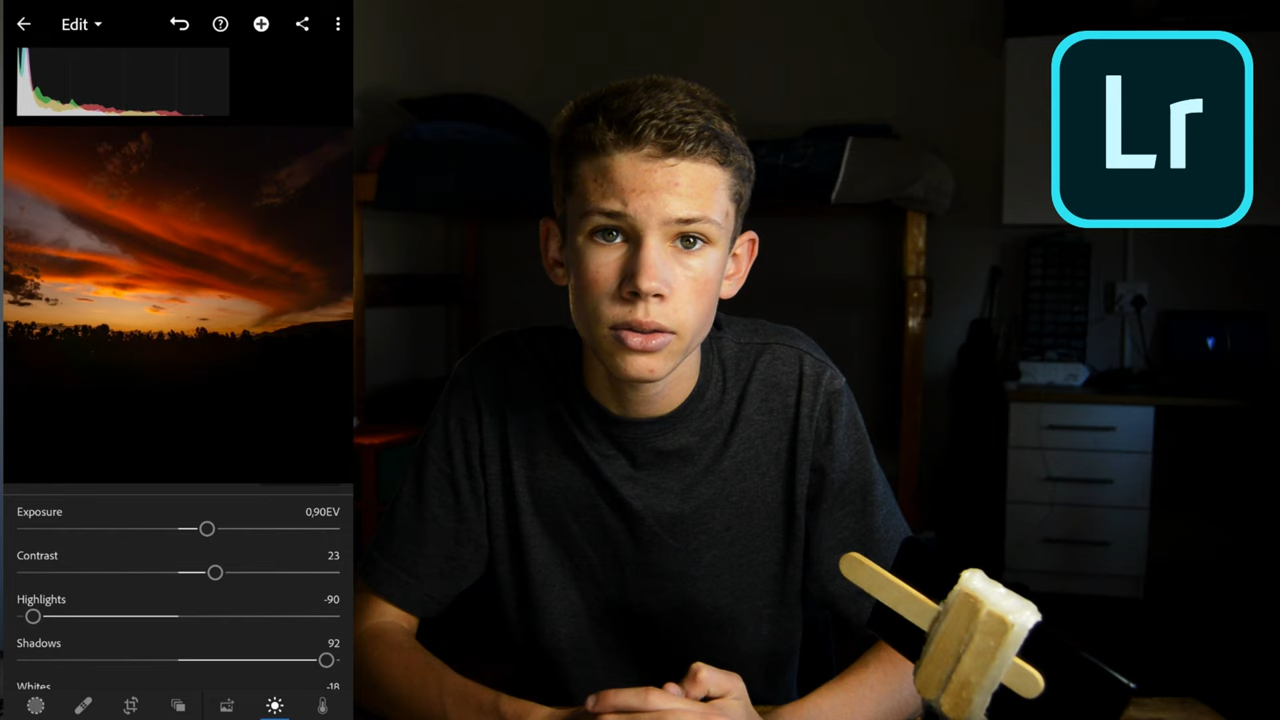 Edit
Lr
Exposure 0,90EV
Contrast 23
Highlights -90
Shadows 92
Whites -18